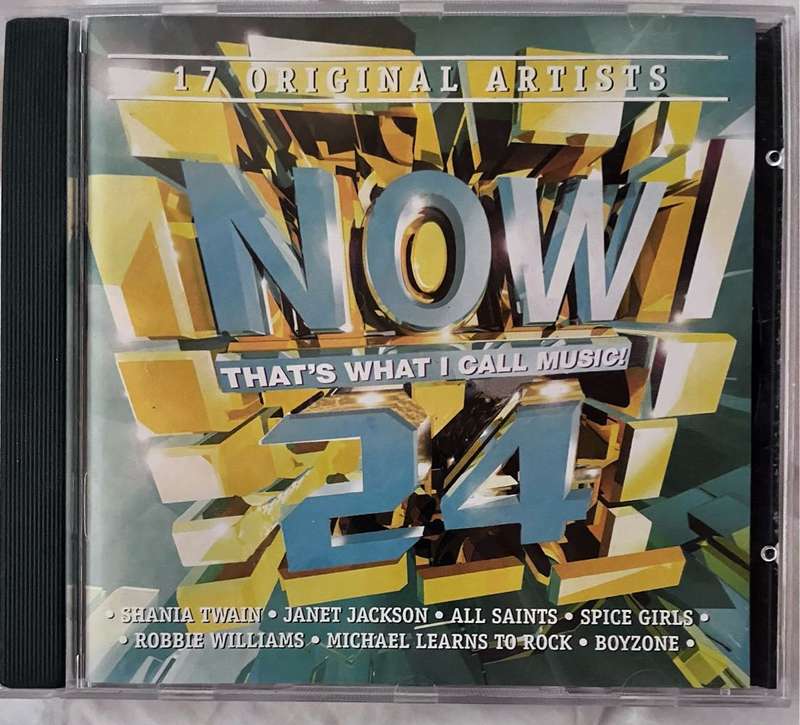 17 ORIGINAL ARTISTS
NOW
THAT'S WHAT I CALL MUSIC!
24
• SHANIA TWAIN • JANET JACKSON • ALL SAINTS • SPICE GIRLS •
• ROBBIE WILLIAMS • MICHAEL LEARNS TO ROCK • BOYZONE •